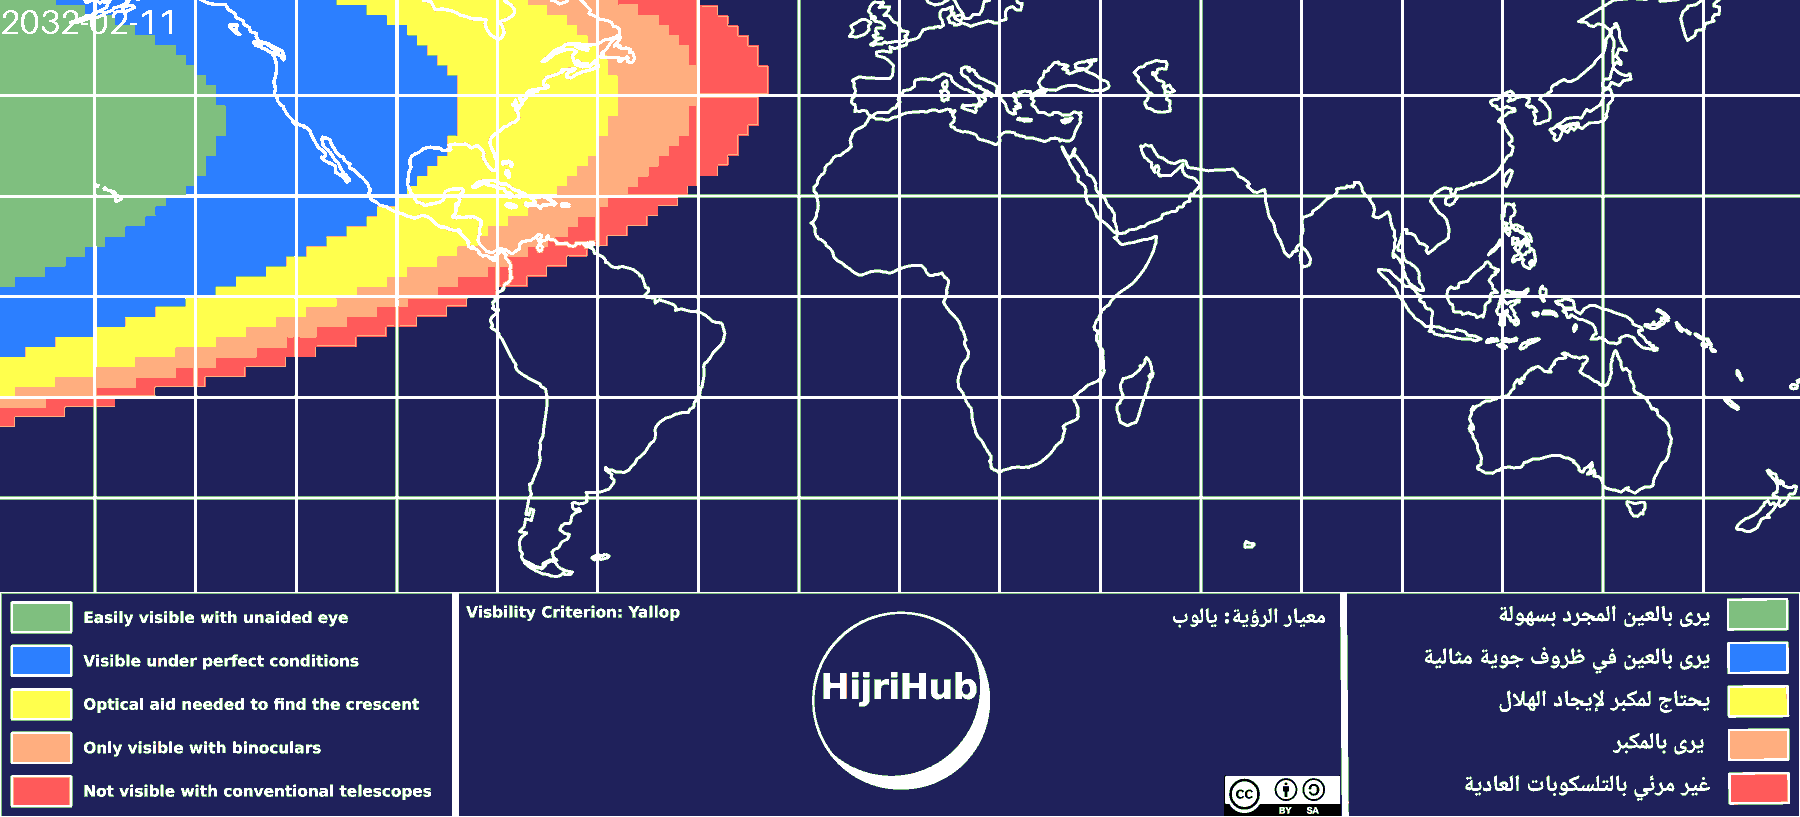 2032-02-11
Easily visible with unaided eye
Visible under perfect conditions
Optical aid needed to find the crescent
Only visible with binoculars
Not visible with conventional telescopes
Visbility Criterion: Yallop
معيار الرؤية: يالوب
HijriHub
cc
BY SA
يرى بالعين المجرد بسهولة
يرى بالعين في ظروف جوية مثالية
يحتاج لمكبر لإيجاد الهلال
يرى بالمكبر
غير مرئي بالتلسكوبات العادية